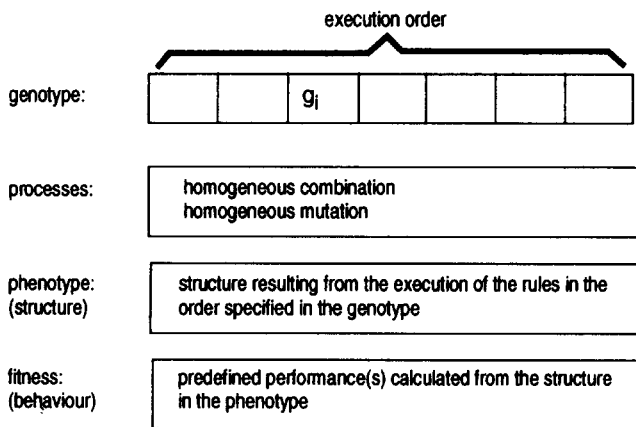 execution order
genotype:
gi
processes:
homogeneous combination
homogeneous mutation
phenotype:
(structure)
structure resulting from the execution of the rules in the
order specified in the genotype
fitness:
(behaviour)
predefined performance(s) calculated from the structure
in the phenotype